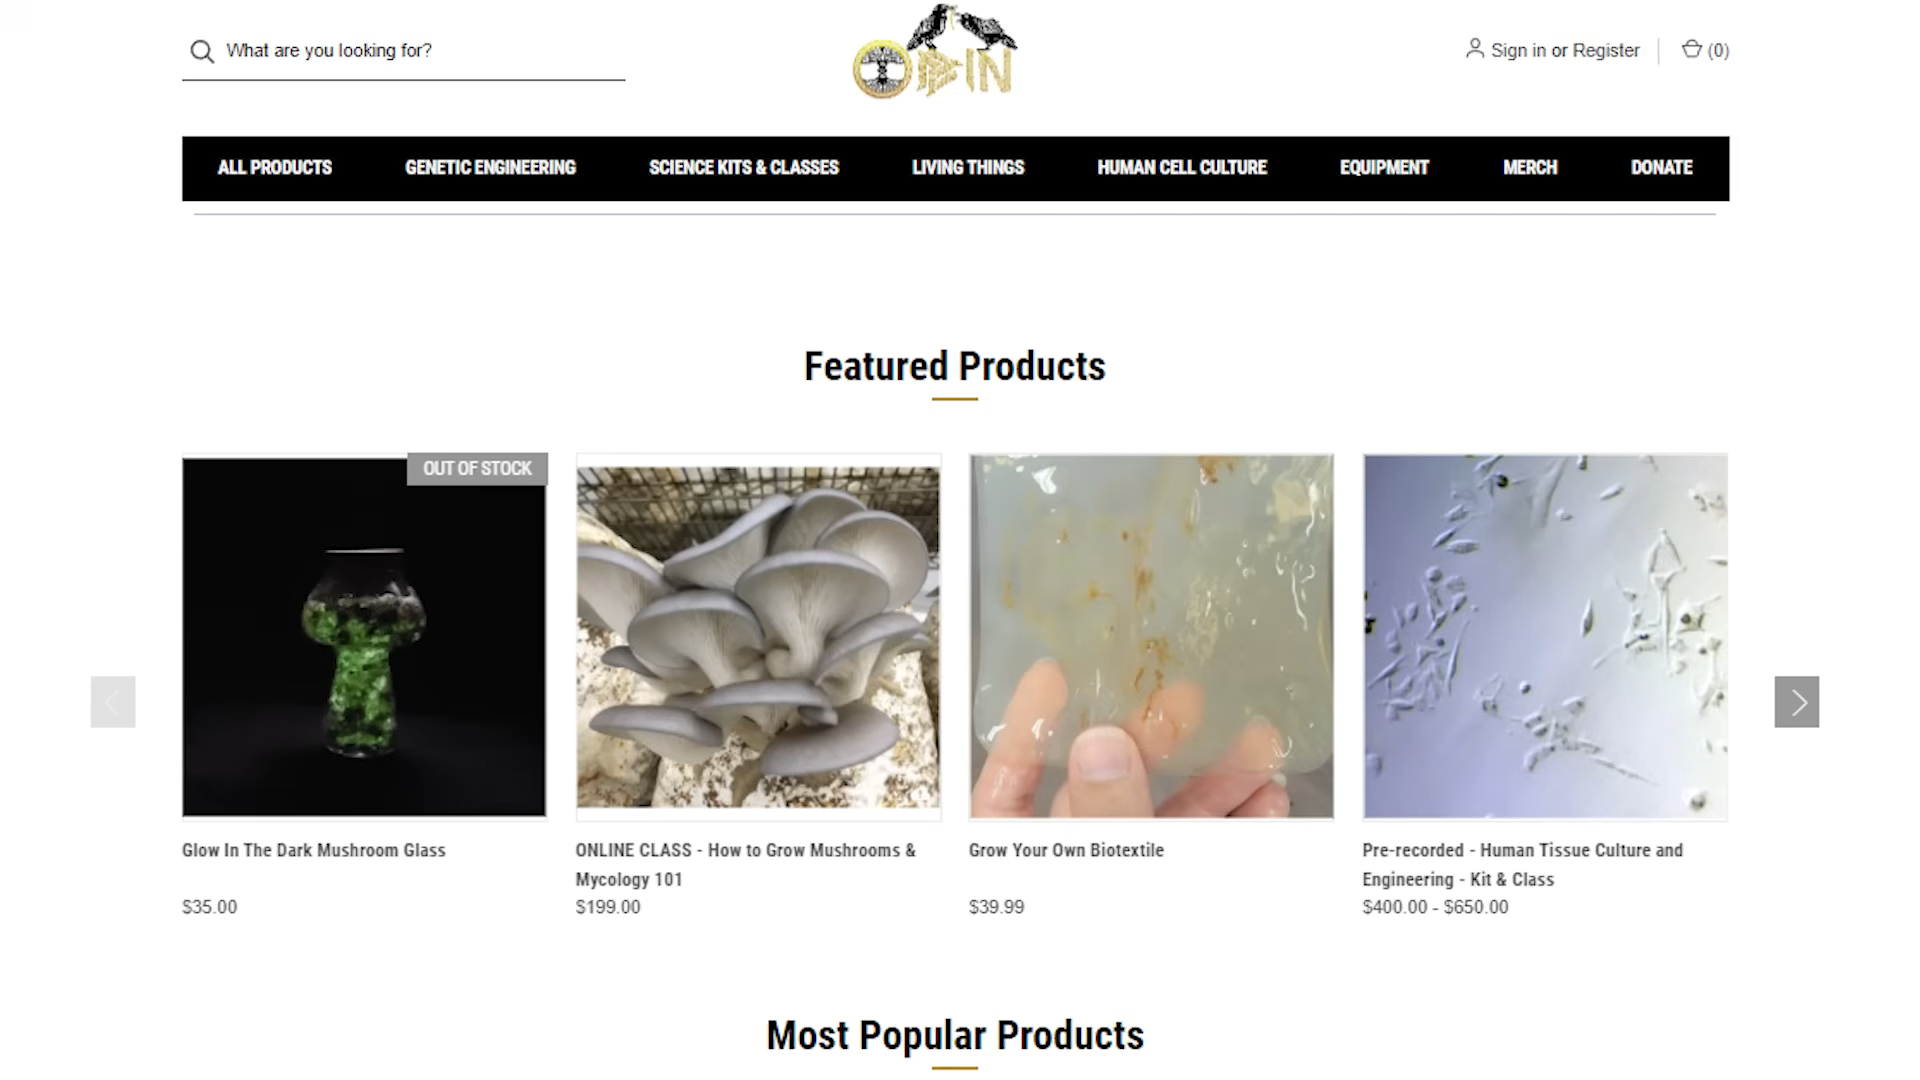 What are you looking for?
ODIN
Sign in or Register
(0)
ALL PRODUCTS
GENETIC ENGINEERING
SCIENCE KITS & CLASSES
LIVING THINGS
HUMAN CELL CULTURE
EQUIPMENT
MERCH
DONATE
Featured Products
OUT OF STOCK
Glow In The Dark Mushroom Glass
$35.00
ONLINE CLASS - How to Grow Mushrooms &
Mycology 101
$199.00
Grow Your Own Biotextile
$39.99
Pre-recorded - Human Tissue Culture and
Engineering - Kit & Class
$400.00 - $650.00
Most Popular Products